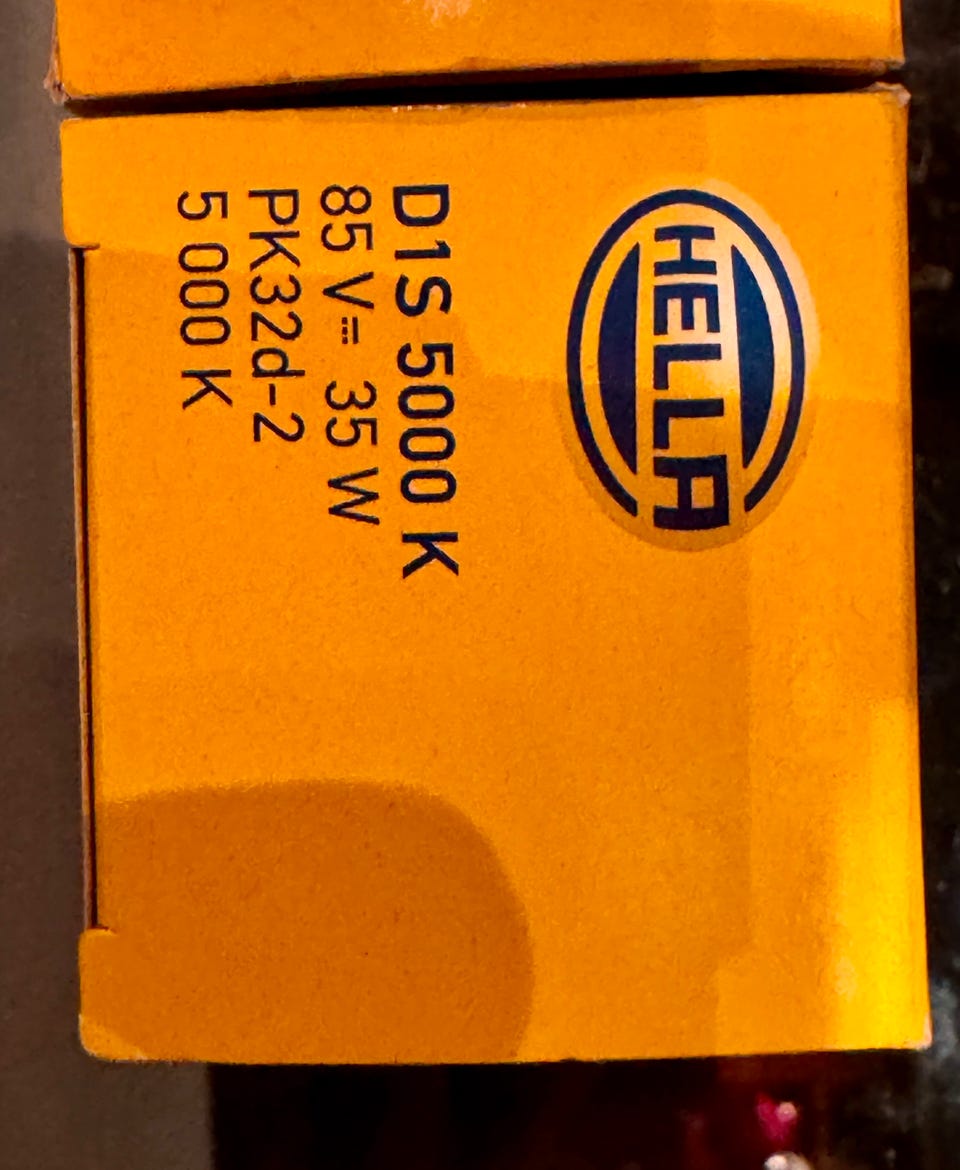 HELLA
D1S 5000 K
85 V⎓ 35 W
PK32d-2
5 000 K